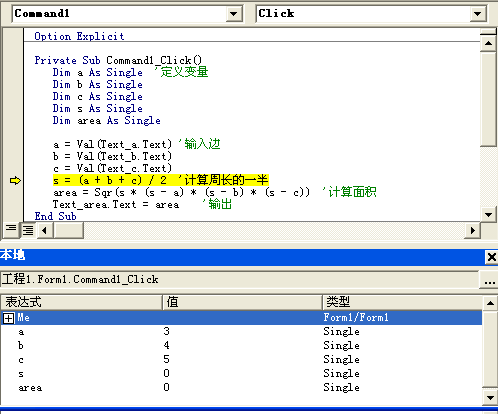 Command1 Click
Option Explicit
Private Sub Command1_Click()
Dim a As Single '定义变量
Dim b As Single
Dim c As Single
Dim s As Single
Dim area As Single
a = Val(Text_a.Text) '输入边
b = Val(Text_b.Text)
c = Val(Text_c.Text)
s = (a + b + c) / 2 '计算周长的一半
area = Sqr(s * (s - a) * (s - b) * (s - c)) '计算面积
Text_area.Text = area '输出
End Sub
本地
工程1.Form1.Command1_Click ...
表达式 值 类型
Me Form1/Form1
a 3 Single
b 4 Single
c 5 Single
s 0 Single
area 0 Single